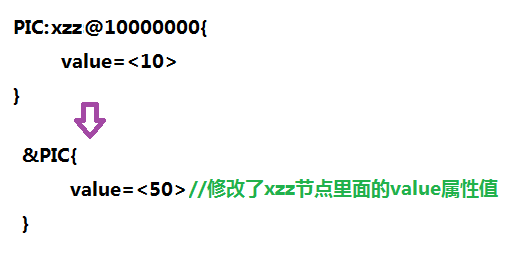 PIC:xzz@10000000{
value=<10>
}
&PIC{
value=<50>//修改了xzz节点里面的value属性值
}